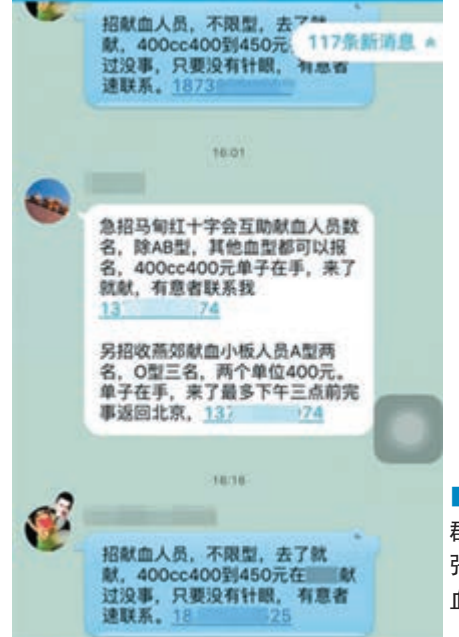 招献血人员，不限型，去了就
献，400cc400到450元
117条新消息
过没事，只要没有针眼， 有意者
速联系。1873
16:01
急招马甸红十字会互助献血人员数
名，除AB型，其他血型都可以报
名，400cc400元单子在手，来了
就献，有意者联系我
13 74
另招收燕郊献血小板人员A型两
名，O型三名，两个单位400元。
单子在手，来了最多下午三点前完
事返回北京，137 74
16:16
招献血人员，不限型，去了就
献，400cc400到450元在 献
过没事，只要没有针眼， 有意者
速联系。18 25
群
张
血